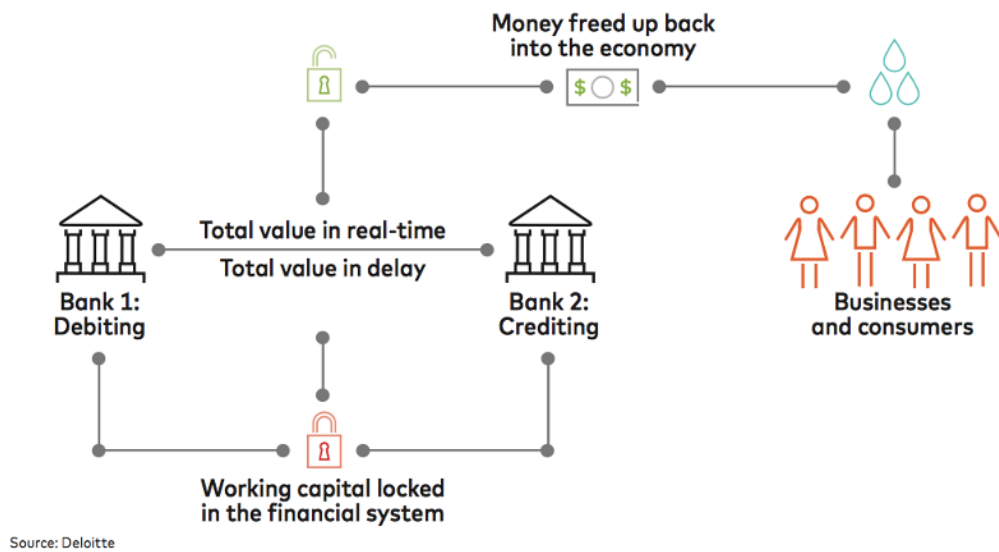 Money freed up back
into the economy
$ $
Total value in real-time
Total value in delay
Bank 1:
Debiting
Bank 2:
Crediting
Businesses
and consumers
Working capital locked
in the financial system
Source: Deloitte